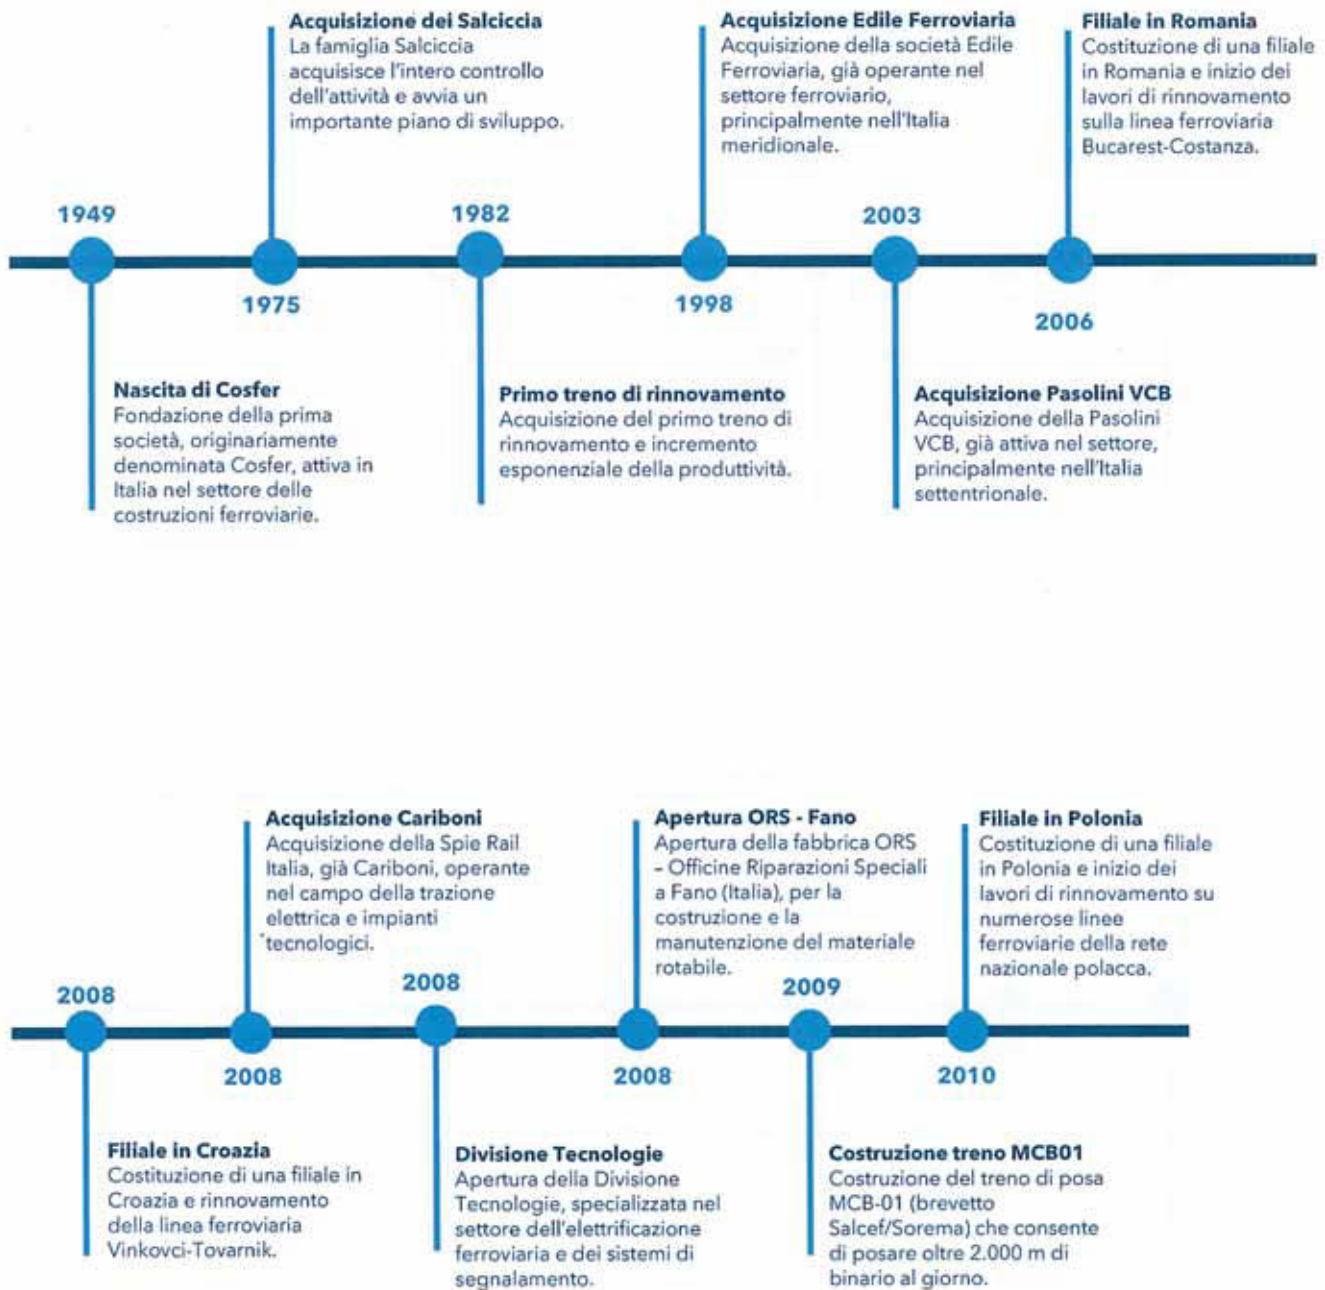 Acquisizione dei Salciccia
La famiglia Salciccia
acquisisce l'intero controllo
dell'attività e avvia un
importante piano di sviluppo.
Acquisizione Edile Ferroviaria
Acquisizione della società Edile
Ferroviaria, già operante nel
settore ferroviario,
principalmente nell'Italia
meridionale.
Filiale in Romania
Costituzione di una filiale
in Romania e inizio dei
lavori di rinnovamento
sulla linea ferroviaria
Bucarest-Costanza.
1949
1982
2003
1975
1998
2006
Nascita di Cosfer
Fondazione della prima
società, originariamente
denominata Cosfer, attiva in
Italia nel settore delle
costruzioni ferroviarie.
Primo treno di rinnovamento
Acquisizione del primo treno di
rinnovamento e incremento
esponenziale della produttività.
Acquisizione Pasolini VCB
Acquisizione della Pasolini
VCB, già attiva nel settore,
principalmente nell'Italia
settentrionale.
Acquisizione Cariboni
Acquisizione della Spie Rail
Italia, già Cariboni, operante
nel campo della trazione
elettrica e impianti
tecnologici.
Apertura ORS - Fano
Apertura della fabbrica ORS
– Officine Riparazioni Speciali
a Fano (Italia), per la
costruzione e la
manutenzione del materiale
rotabile.
Filiale in Polonia
Costituzione di una filiale
in Polonia e inizio dei
lavori di rinnovamento su
numerose linee
ferroviarie della rete
nazionale polacca.
2008
2008
2009
2008
2008
2010
Filiale in Croazia
Costituzione di una filiale in
Croazia e rinnovamento
della linea ferroviaria
Vinkovci-Tovarnik.
Divisione Tecnologie
Apertura della Divisione
Tecnologie, specializzata nel
settore dell'elettrificazione
ferroviaria e dei sistemi di
segnalamento.
Costruzione treno MCB01
Costruzione del treno di posa
MCB-01 (brevetto
Salcef/Sorema) che consente
di posare oltre 2.000 m di
binario al giorno.